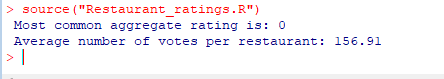 > source("Restaurant_ratings.R")
Most common aggregate rating is: 0
Average number of votes per restaurant: 156.91
>